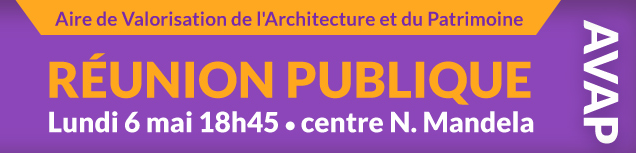 Aire de Valorisation de l'Architecture et du Patrimoine
RÉUNION PUBLIQUE
Lundi 6 mai 18h45 • centre N. Mandela
AVAP